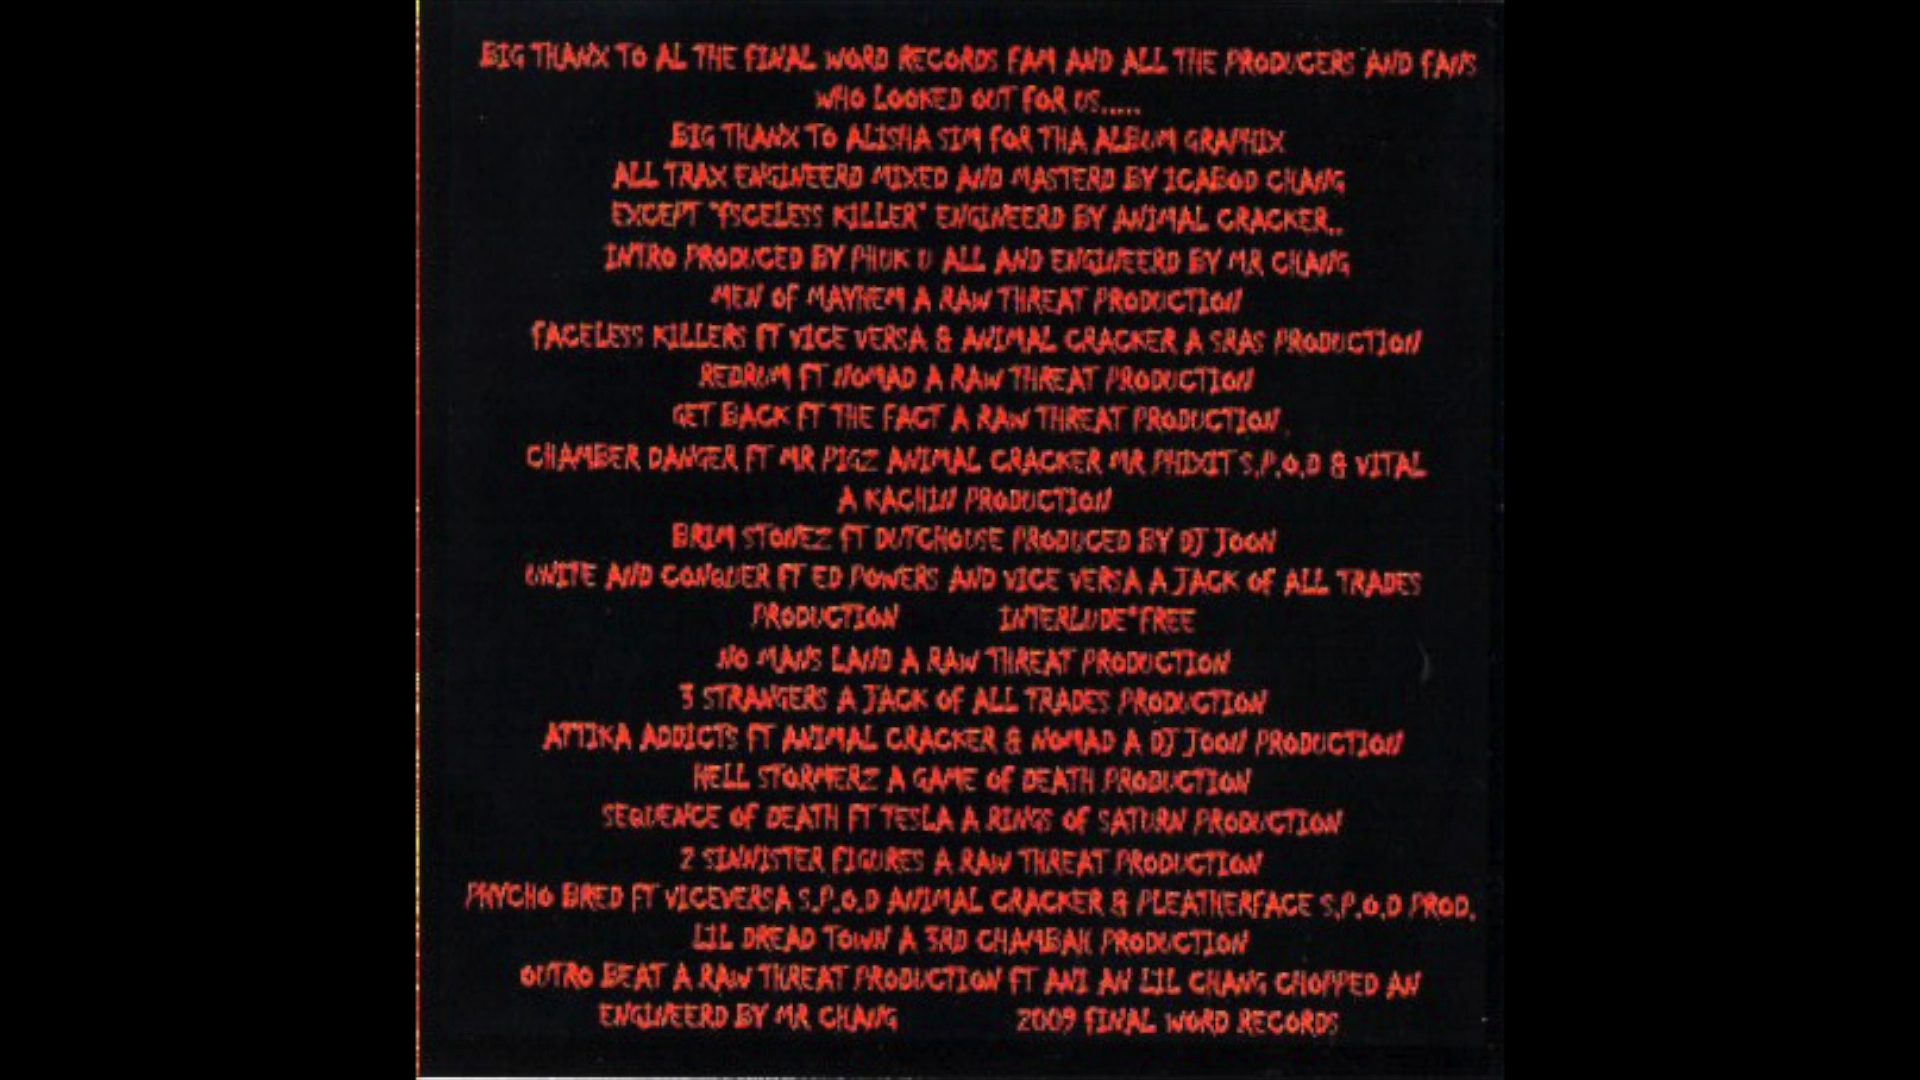 BIG THANX TO AL THE FINAL WORD RECORDS FAM AND ALL THE PRODUCERS AND FANS
WHO LOOKED OUT FOR US.....
BIG THANX TO ALISHA SIM FOR THA ALBUM GRAPHIX
ALL TRAX ENGINEERD MIXED AND MASTERD BY ICABOD CHANG
EXCEPT "FSCELESS KILLER" ENGINEERD BY ANIMAL CRACKER..
INTRO PRODUCED BY PHUK U ALL AND ENGINEERD BY MR CHANG
MEN OF MAYHEM A RAW THREAT PRODUCTION
FACELESS KILLERS FT VICE VERSA & ANIMAL CRACKER A SRAS PRODUCTION
REDRUM FT NOMAD A RAW THREAT PRODUCTION
GET BACK FT THE FACT A RAW THREAT PRODUCTION
CHAMBER DANGER FT MR PIGZ ANIMAL CRACKER MR PHIXIT S.P.O.D & VITAL
A KACHIN PRODUCTION
BRIM STONEZ FT DUTCHOUSE PRODUCED BY DJ JOON
UNITE AND CONQUER FT ED POWERS AND VICE VERSA A JACK OF ALL TRADES
PRODUCTION INTERLUDE*FREE
NO MANS LAND A RAW THREAT PRODUCTION
3 STRANGERS A JACK OF ALL TRADES PRODUCTION
ATTIKA ADDICTS FT ANIMAL CRACKER & NOMAD A DJ JOON PRODUCTION
HELL STORMERZ A GAME OF DEATH PRODUCTION
SEQUENCE OF DEATH FT TESLA A RINGS OF SATURN PRODUCTION
2 SINNISTER FIGURES A RAW THREAT PRODUCTION
PHYCHO BRED FT VICEVERSA S.P.O.D ANIMAL CRACKER & PLEATHERFACE S.P.O.D PROD.
LIL DREAD TOWN A 3RD CHAMBAH PRODUCTION
OUTRO BEAT A RAW THREAT PRODUCTION FT ANI AN LIL CHANG CHOPPED AN
ENGINEERD BY MR CHANG 2009 FINAL WORD RECORDS